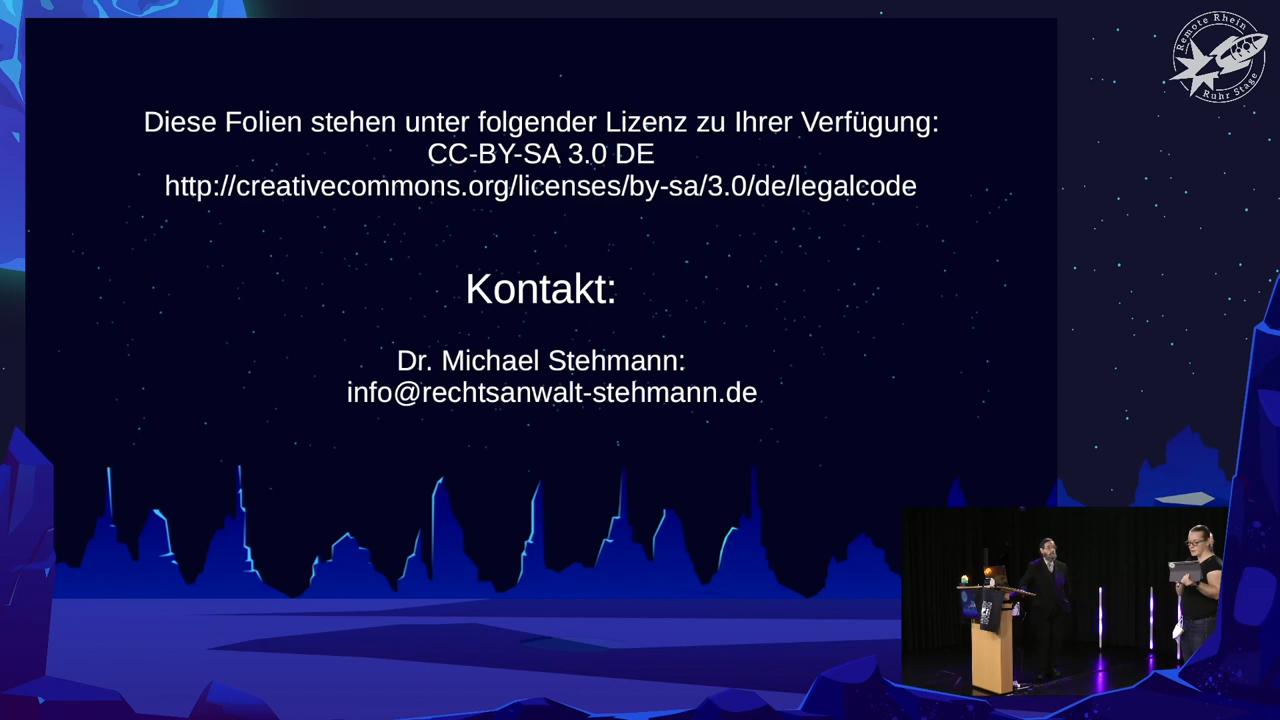 Remote Rhein
Ruhr Stage
Diese Folien stehen unter folgender Lizenz zu Ihrer Verfügung:
CC-BY-SA 3.0 DE
http://creativecommons.org/licenses/by-sa/3.0/de/legalcode
Kontakt:
Dr. Michael Stehmann:
info@rechtsanwalt-stehmann.de